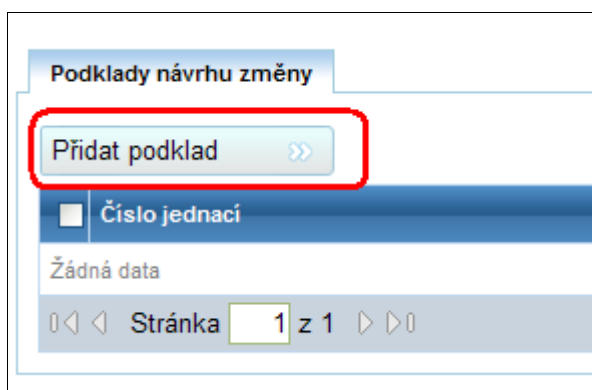 Podklady návrhu změny
Přidat podklad
Číslo jednací
Žádná data
Stránka 1 z 1